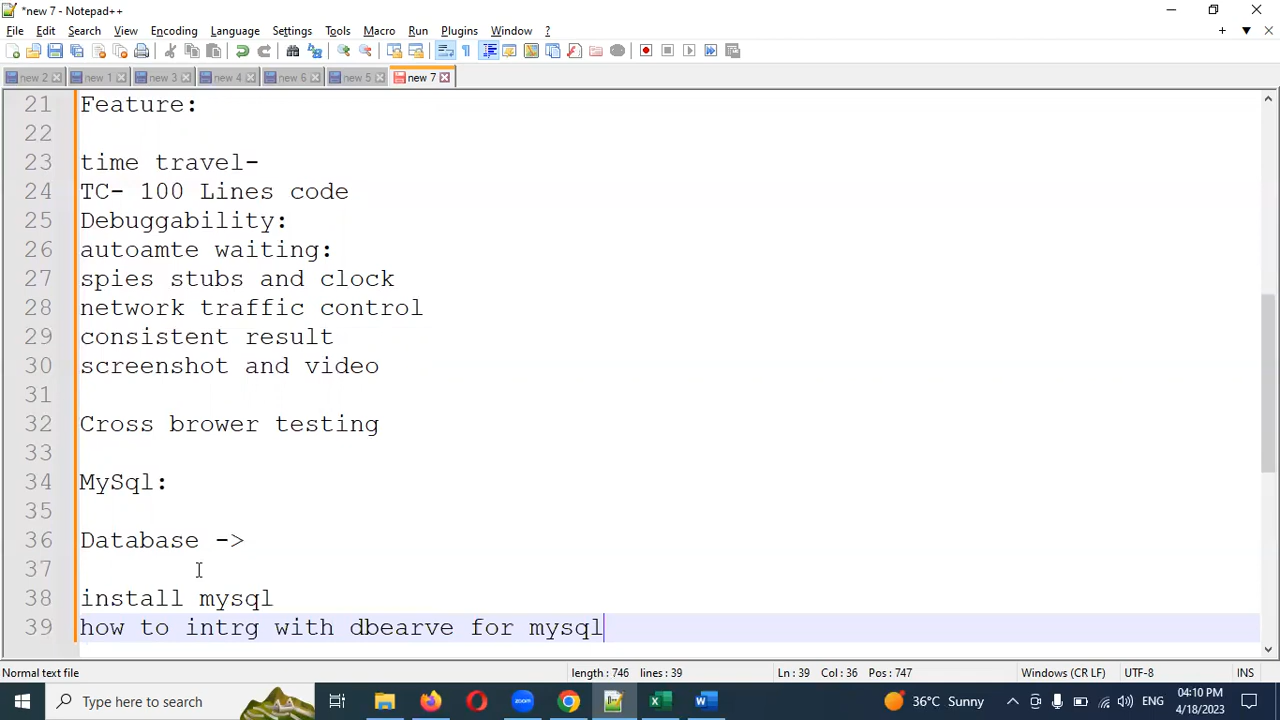 *new 7 - Notepad++
File Edit Search View Encoding Language Settings Tools Macro Run Plugins Window ?
new 2 new 1 new 3 new 4 new 6 new 5 new 7
21 Feature:
22
23 time travel-
24 TC- 100 Lines code
25 Debuggability:
26 autoamte waiting:
27 spies stubs and clock
28 network traffic control
29 consistent result
30 screenshot and video
31
32 Cross brower testing
33
34 MySql:
35
36 Database ->
37
38 install mysql
39 how to intrg with dbearve for mysql
Normal text file length : 746 lines : 39 Ln : 39 Col : 36 Pos : 747 Windows (CR LF) UTF-8 INS
Type here to search zoom 36°C Sunny ENG 04:10 PM
4/18/2023